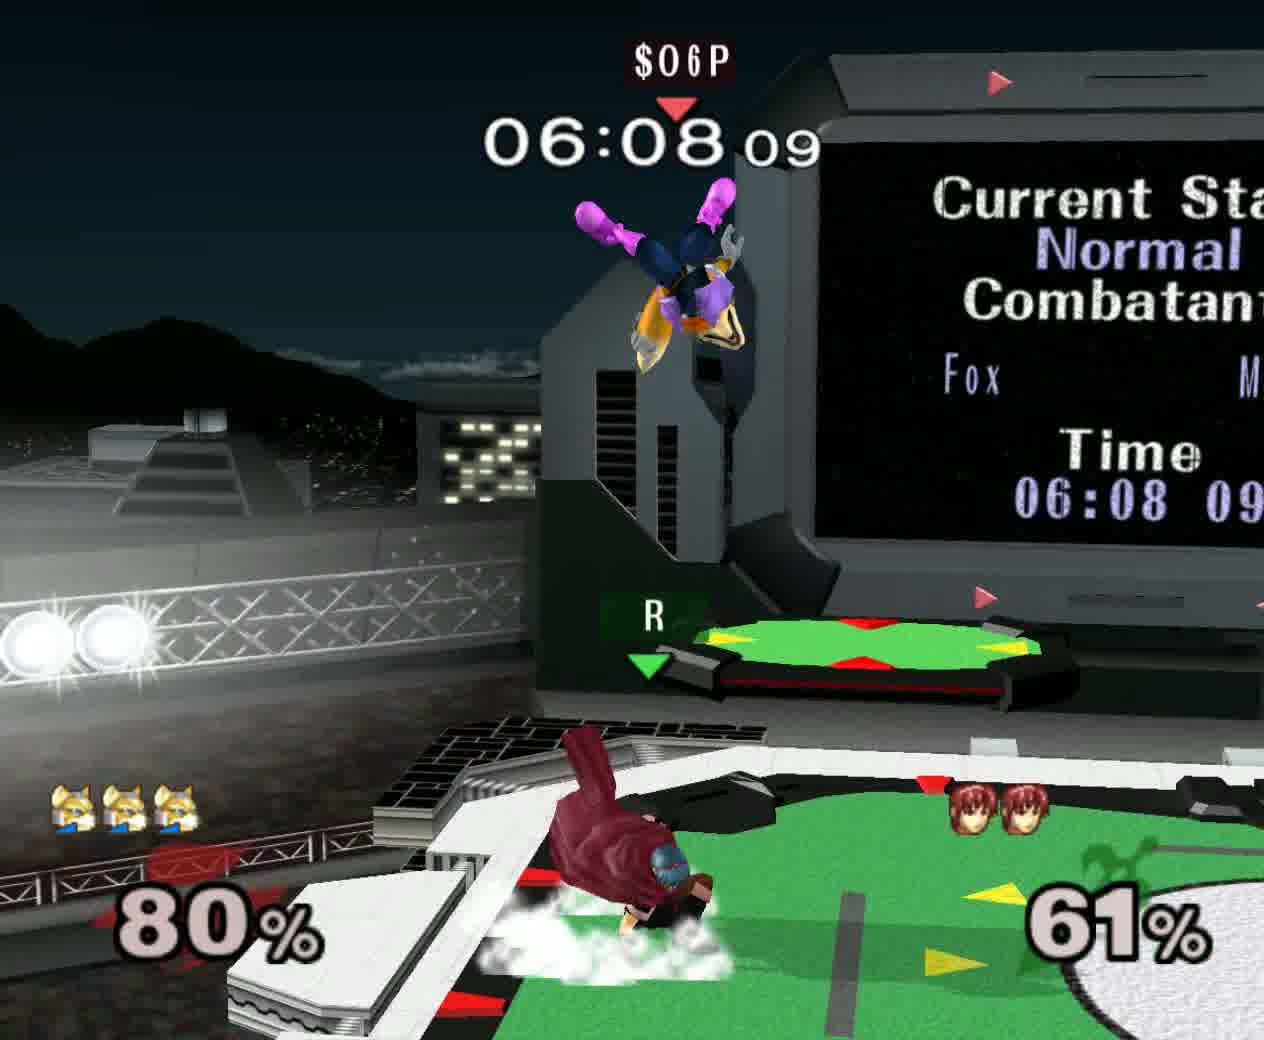 $06P
06:08 09
Current Sta
Normal
Combatant
Fox M
Time
06:08 09
R
80%
61%